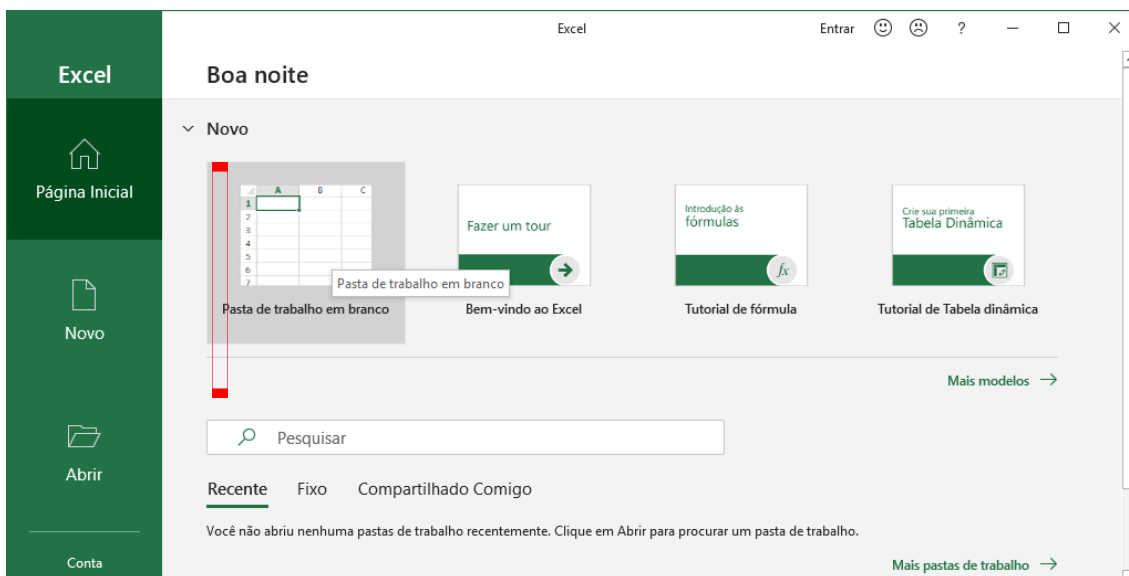 Excel
Entrar
?
Excel
Boa noite
Página Inicial
Novo
Abrir
Conta
Novo
A B C
1
2
3
4
5
6
7
Pasta de trabalho em branco
Pasta de trabalho em branco
Fazer um tour
Bem-vindo ao Excel
Introdução às
fórmulas
fx
Tutorial de fórmula
Crie sua primeira
Tabela Dinâmica
Tutorial de Tabela dinâmica
Mais modelos
Pesquisar
Recente Fixo Compartilhado Comigo
Você não abriu nenhuma pastas de trabalho recentemente. Clique em Abrir para procurar um pasta de trabalho.
Mais pastas de trabalho